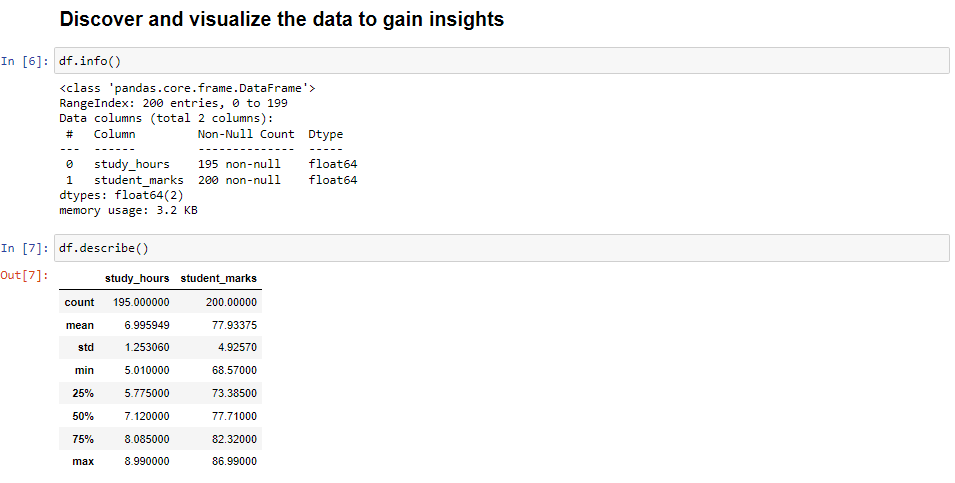 Discover and visualize the data to gain insights
In [6]: df.info()
<class 'pandas.core.frame.DataFrame'>
RangeIndex: 200 entries, 0 to 199
Data columns (total 2 columns):
#   Column         Non-Null Count  Dtype
---  ------         --------------  -----
0   study_hours    195 non-null    float64
1   student_marks  200 non-null    float64
dtypes: float64(2)
memory usage: 3.2 KB
In [7]: df.describe()
Out[7]:
study_hours student_marks
count 195.000000 200.00000
mean 6.995949 77.93375
std 1.253060 4.92570
min 5.010000 68.57000
25% 5.775000 73.38500
50% 7.120000 77.71000
75% 8.085000 82.32000
max 8.990000 86.99000